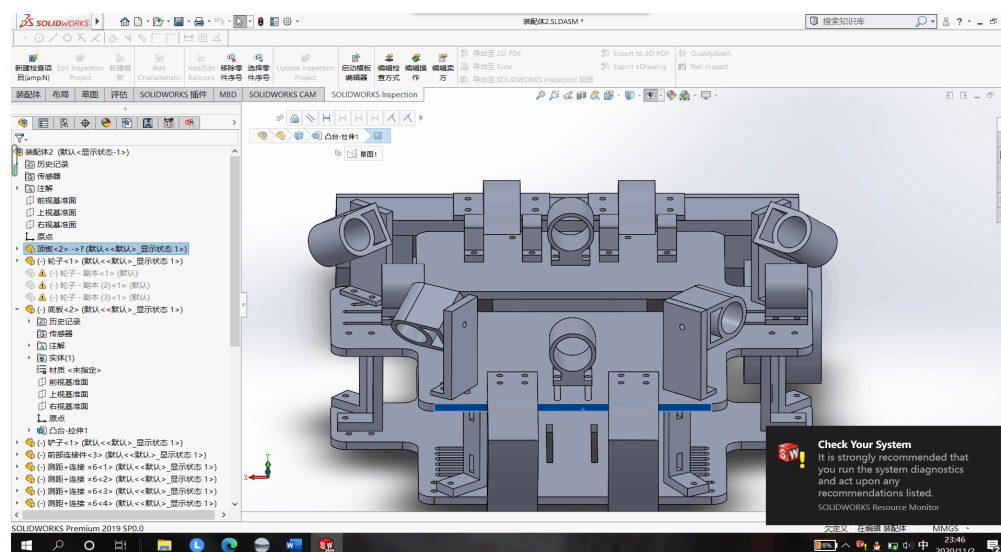 SOLIDWORKS
装配体2.SLDASM *
搜索知识库
新建检查项目(amp;N)
Edit Inspection Project
新建模板
Add Characteristic
Add/Edit Balloons
移除零件序号
选择零件序号
Update Inspection Project
启动模板编辑器
编辑检查方式
编辑操作
编辑卖方
导出至 2D PDF
导出至 Excel
导出至 SOLIDWORKS Inspection 项目
Export to 3D PDF
Export eDrawing
QualityXpert
Net-Inspect
装配体 布局 草图 评估 SOLIDWORKS 插件 MBD SOLIDWORKS CAM SOLIDWORKS Inspection
凸台-拉伸1
草图1
装配体2 (默认<显示状态-1>)
历史记录
传感器
注解
前视基准面
上视基准面
右视基准面
原点
顶板<2> ->? (默认<<默认>_显示状态 1>)
(-) 轮子<1> (默认<<默认>_显示状态 1>)
(-) 轮子 - 副本<1> (默认)
(-) 轮子 - 副本 (2)<1> (默认)
(-) 轮子 - 副本 (3)<1> (默认)
(-) 底板<2> (默认<<默认>_显示状态 1>)
历史记录
传感器
注解
实体(1)
材质 <未指定>
前视基准面
上视基准面
右视基准面
原点
凸台-拉伸1
(-) 铲子<1> (默认<<默认>_显示状态 1>)
(-) 前部连接件<3> (默认<<默认>_显示状态 1>)
(-) 测距+连接 ×6<1> (默认<<默认>_显示状态 1>)
(-) 测距+连接 ×6<2> (默认<<默认>_显示状态 1>)
(-) 测距+连接 ×6<3> (默认<<默认>_显示状态 1>)
(-) 测距+连接 ×6<4> (默认<<默认>_显示状态 1>)
Check Your System
It is strongly recommended that
you run the system diagnostics
and act upon any
recommendations listed.
SOLIDWORKS Resource Monitor
SOLIDWORKS Premium 2019 SP0.0
欠定义 在编辑 装配体 MMGS
28%
中
23:46
2020/11/2